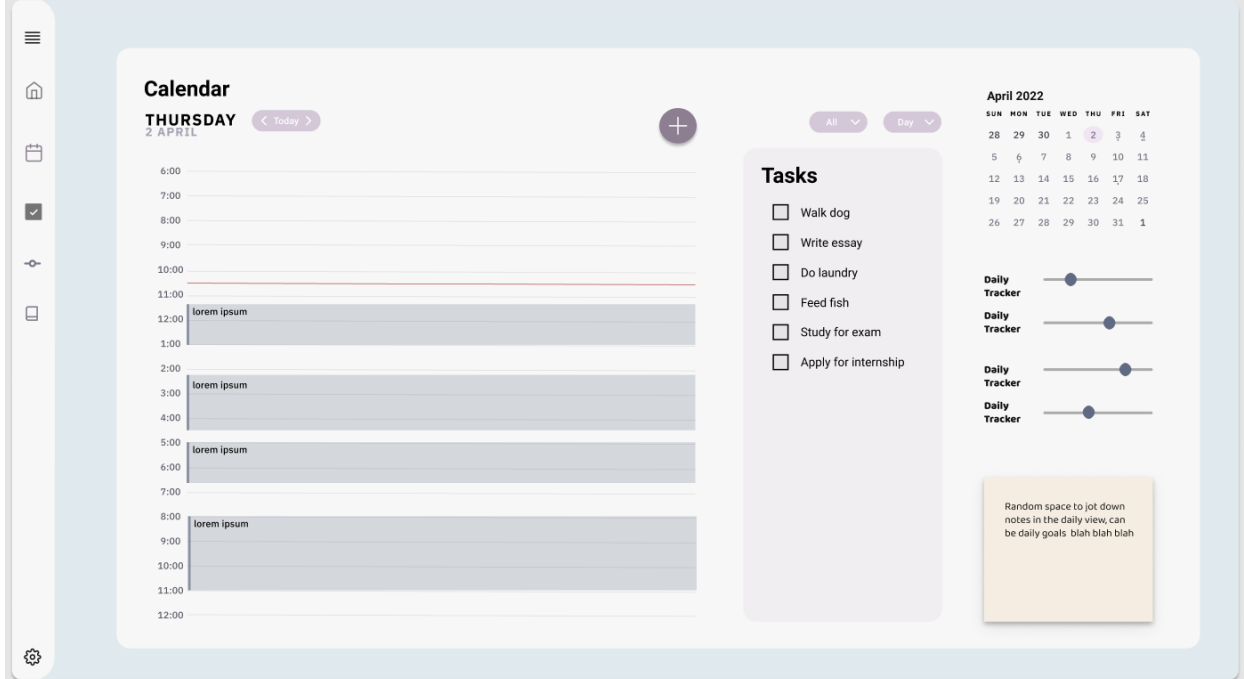 Calendar
THURSDAY
2 APRIL
< Today >
All
Day
6:00
7:00
8:00
9:00
10:00
11:00
12:00
1:00
2:00
3:00
4:00
5:00
6:00
7:00
8:00
9:00
10:00
11:00
12:00
lorem ipsum
lorem ipsum
lorem ipsum
lorem ipsum
Tasks
Walk dog
Write essay
Do laundry
Feed fish
Study for exam
Apply for internship
April 2022
SUN MON TUE WED THU FRI SAT
28 29 30 1 2 3 4
5 6 7 8 9 10 11
12 13 14 15 16 17 18
19 20 21 22 23 24 25
26 27 28 29 30 31 1
Daily
Tracker
Daily
Tracker
Daily
Tracker
Daily
Tracker
Random space to jot down
notes in the daily view, can
be daily goals blah blah blah